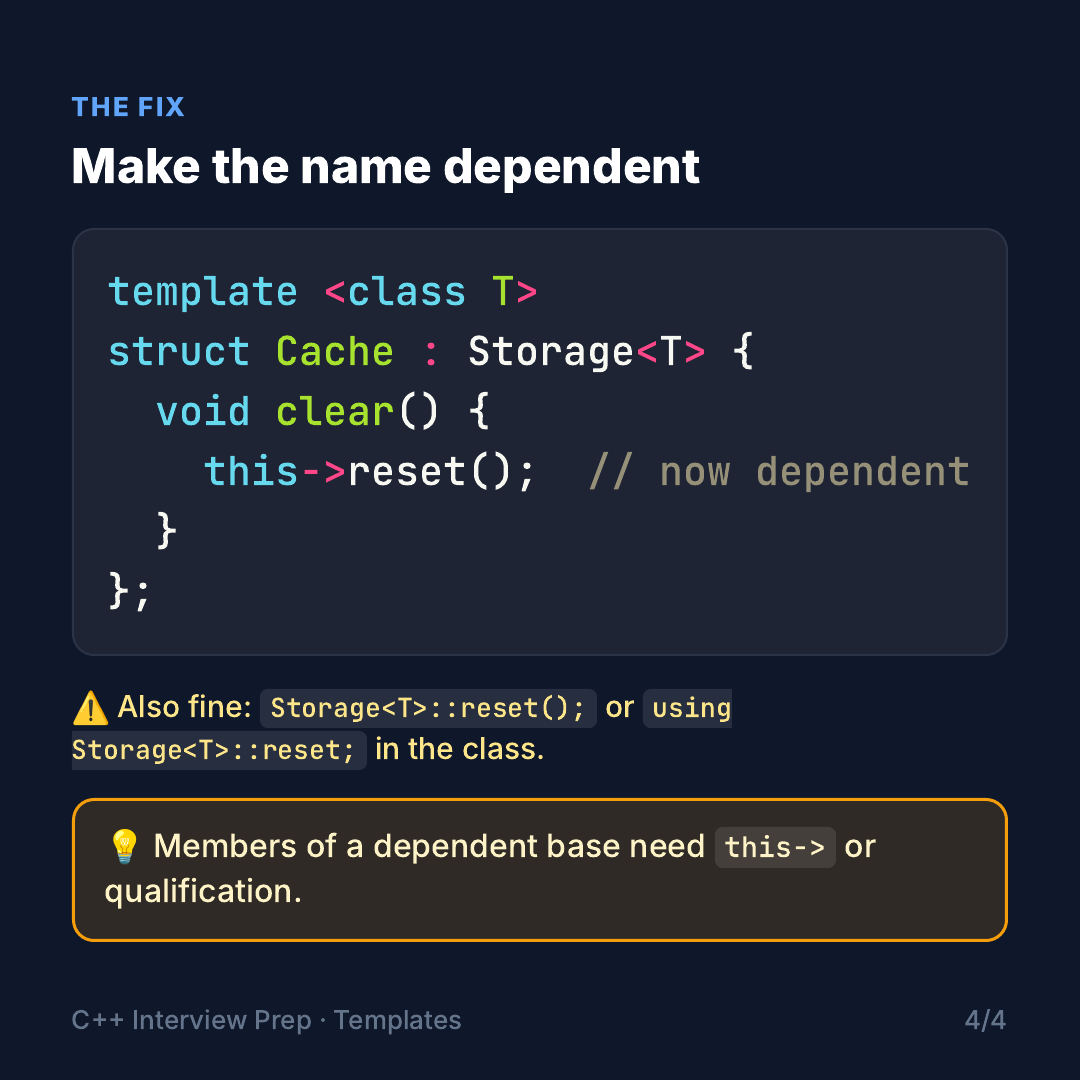 THE FIX
Make the name dependent
template <class T>
struct Cache : Storage<T> {
  void clear() {
    this->reset();  // now dependent
  }
};
⚠️ Also fine: Storage<T>::reset(); or using
Storage<T>::reset; in the class.
💡 Members of a dependent base need this-> or
qualification.
C++ Interview Prep · Templates
4/4